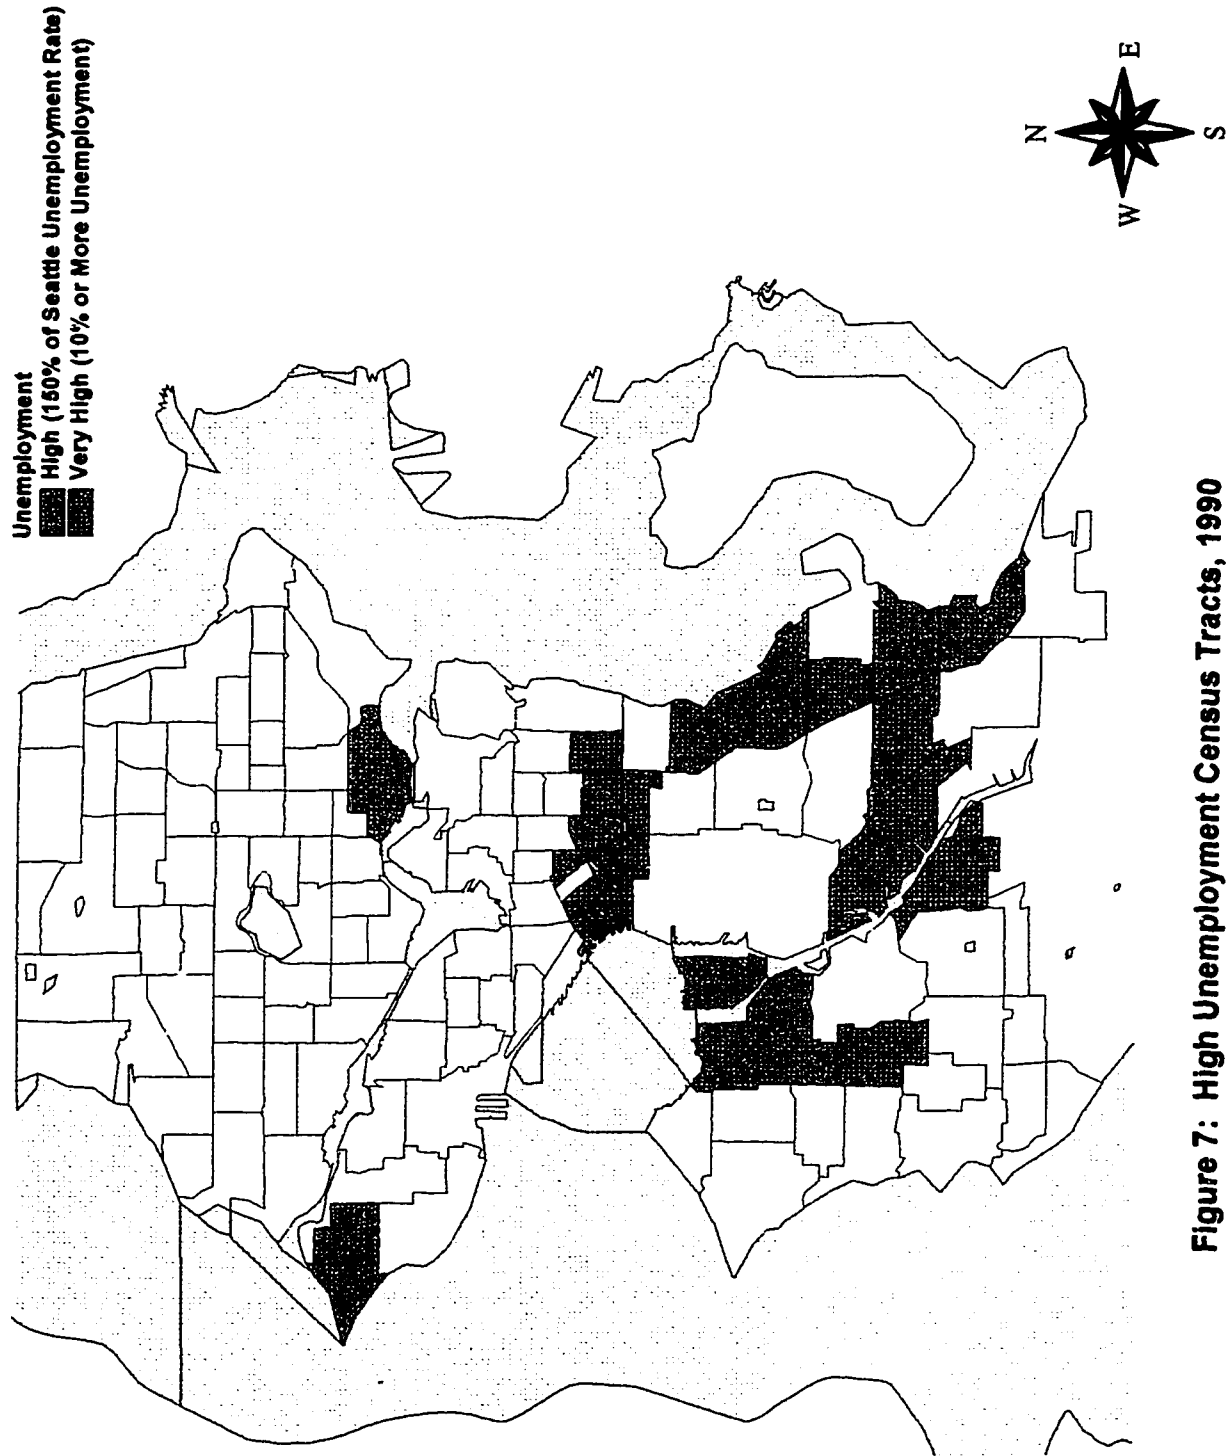 Unemployment
High (150% of Seattle Unemployment Rate)
Very High (10% or More Unemployment)
N
W
E
S
Figure 7: High Unemployment Census Tracts, 1990